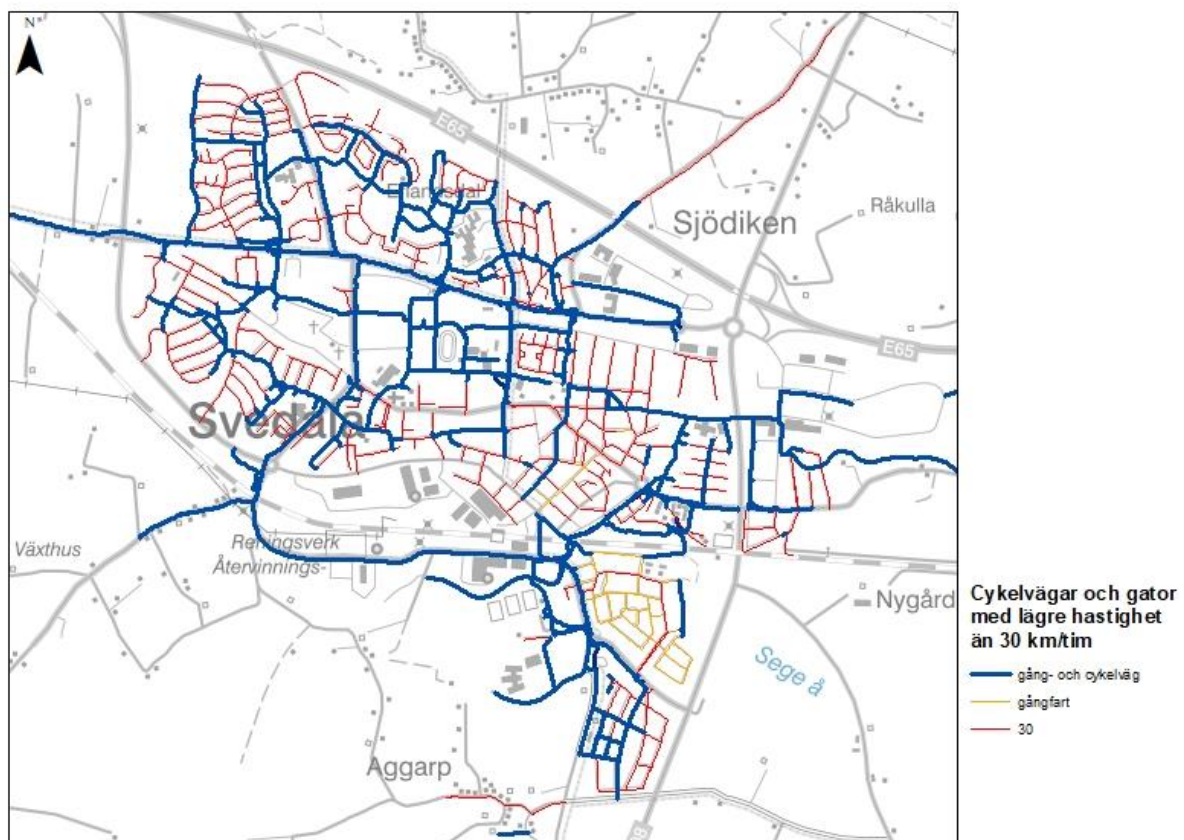 N
E65
Sjödiken
Råkulla
E65
Svedala
Växthus
Reningsverk
Återvinnings-
Nygård
Sege å
Aggarp
Cykelvägar och gator
med lägre hastighet
än 30 km/tim
gång- och cykelväg
gångfart
30